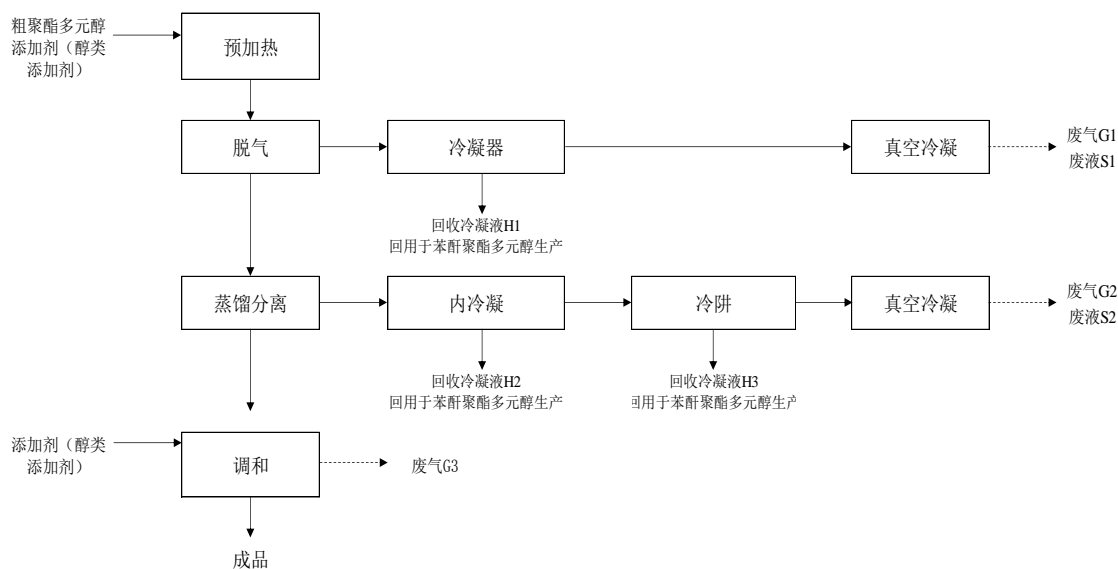 粗聚酯多元醇
添加剂（醇类
添加剂）
预加热
脱气
冷凝器
真空冷凝
废气G1
废液S1
回收冷凝液H1
回用于苯酐聚酯多元醇生产
蒸馏分离
内冷凝
冷阱
真空冷凝
废气G2
废液S2
回收冷凝液H2
回用于苯酐聚酯多元醇生产
回收冷凝液H3
回用于苯酐聚酯多元醇生产
添加剂（醇类
添加剂）
调和
废气G3
成品